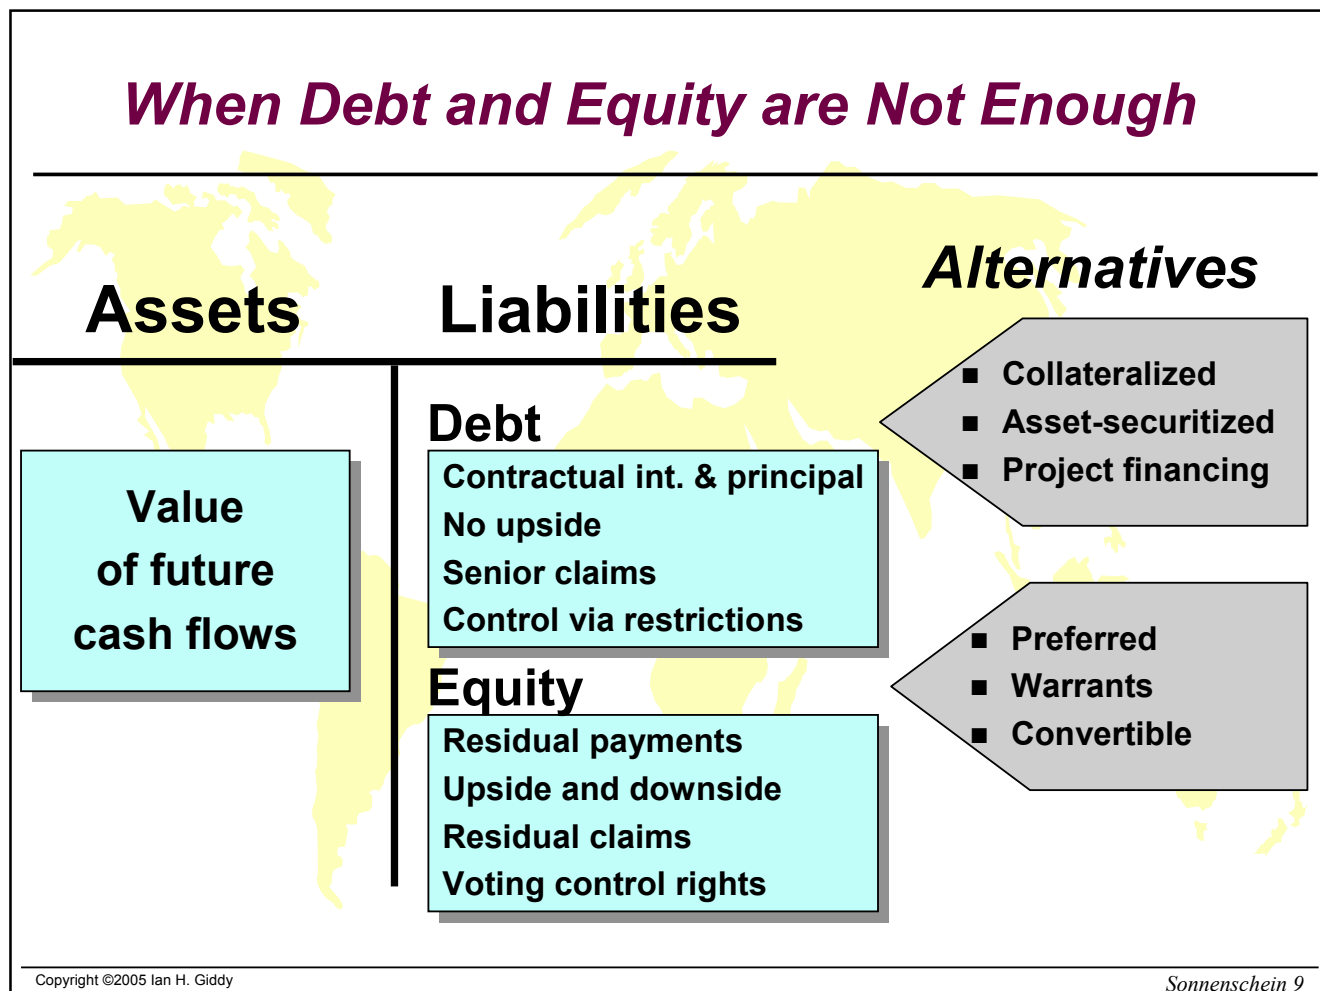 When Debt and Equity are Not Enough
Assets
Liabilities
Alternatives
Value
of future
cash flows
Debt
Contractual int. & principal
No upside
Senior claims
Control via restrictions
Equity
Residual payments
Upside and downside
Residual claims
Voting control rights
■ Collateralized
■ Asset-securitized
■ Project financing
■ Preferred
■ Warrants
■ Convertible
Copyright ©2005 Ian H. Giddy
Sonnenschein 9